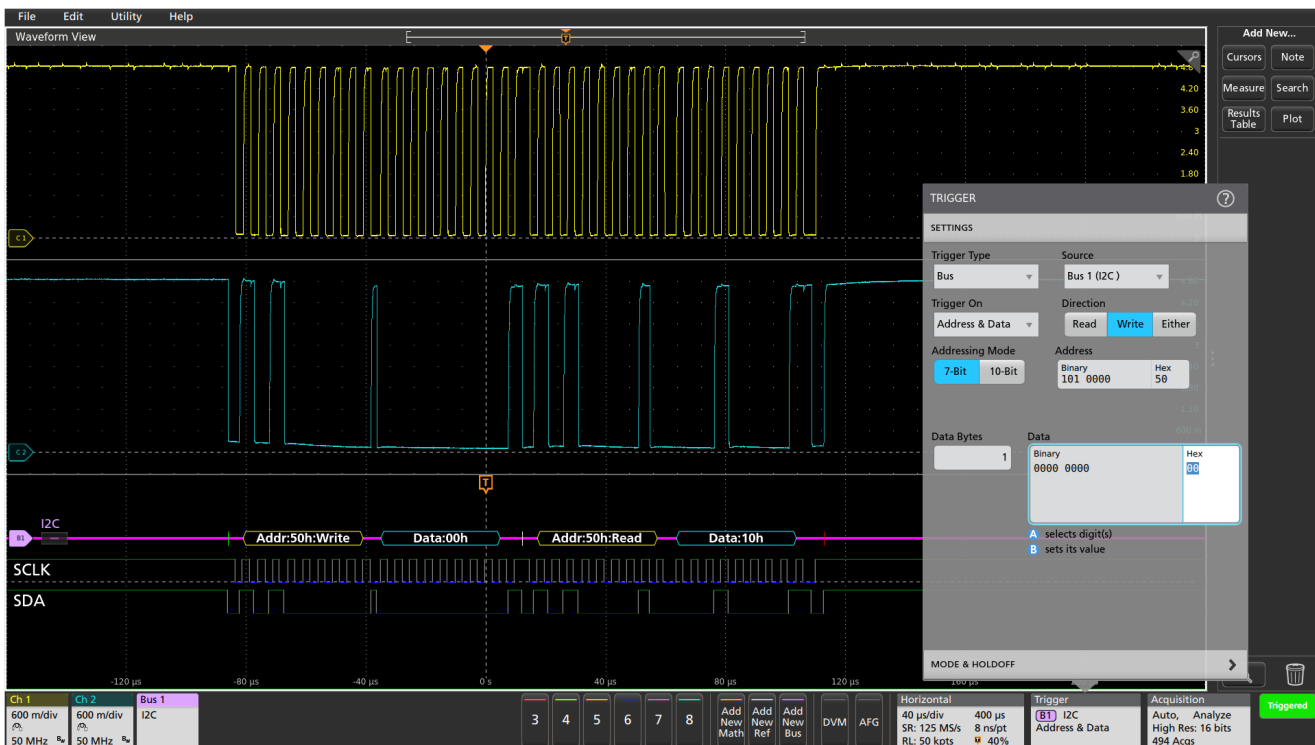 File Edit Utility Help
Waveform View
Add New...
Cursors Note
Measure Search
Results Table Plot
4.20
3.60
3
2.40
1.80
C1
C2
T
TRIGGER ?
SETTINGS
Trigger Type Source
Bus Bus 1 (I2C )
Trigger On Direction
Address & Data Read Write Either
Addressing Mode Address
7-Bit 10-Bit Binary Hex
101 0000 50
Data Bytes Data
1 Binary Hex
0000 0000 00
A selects digit(s)
B sets its value
MODE & HOLDOFF
I2C
B1 Addr:50h:Write Data:00h Addr:50h:Read Data:10h
SCLK
SDA
-120 µs -80 µs -40 µs 0 s 40 µs 80 µs 120 µs 160 µs
Ch 1 Ch 2 Bus 1
600 m/div 600 m/div I2C
50 MHz Bw 50 MHz Bw
3 4 5 6 7 8
Add New Math Add New Ref Add New Bus DVM AFG
Horizontal
40 µs/div 400 µs
SR: 125 MS/s 8 ns/pt
RL: 50 kpts 40%
Trigger
B1 I2C
Address & Data
Acquisition
Auto, Analyze
High Res: 16 bits
494 Acqs
Triggered